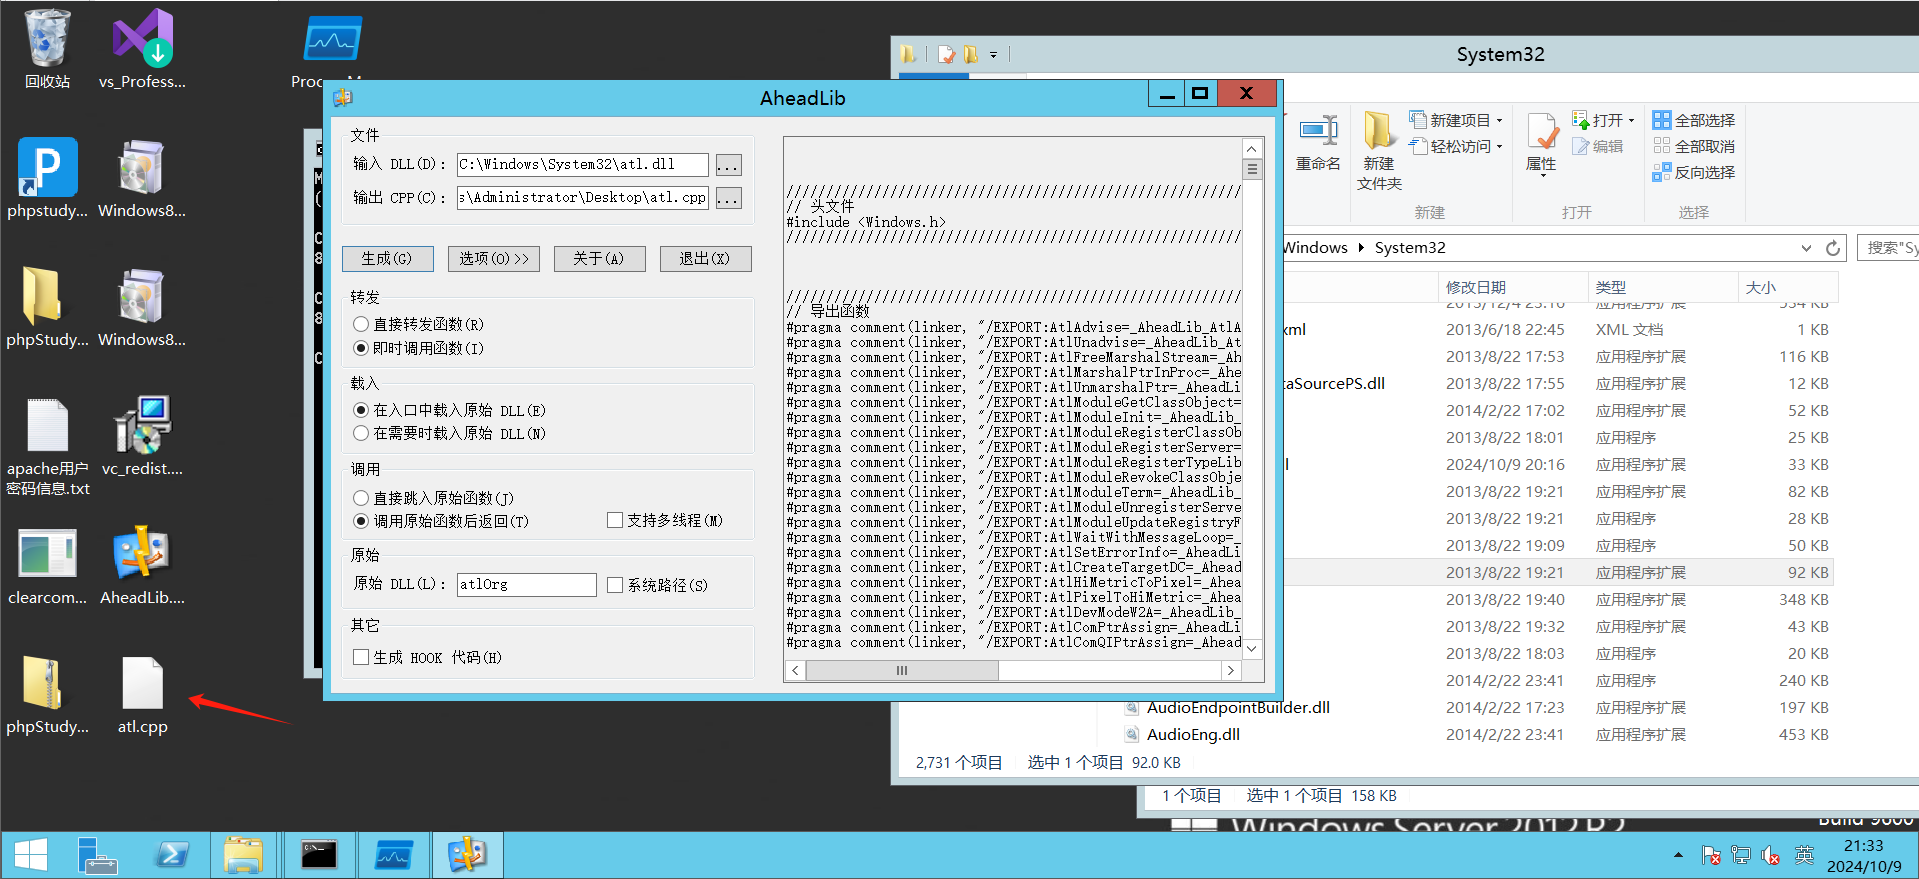 回收站
vs_Profess...
phpstudy...
Windows8...
phpStudy...
Windows8...
apache用户
密码信息.txt
vc_redist....
clearcom...
AheadLib....
phpStudy...
atl.cpp
AheadLib
文件
输入 DLL(D):
C:\Windows\System32\atl.dll
...
输出 CPP(C):
s\Administrator\Desktop\atl.cpp
...
生成(G)
选项(O)>>
关于(A)
退出(X)
转发
直接转发函数(R)
即时调用函数(I)
载入
在入口中载入原始 DLL(E)
在需要时载入原始 DLL(N)
调用
直接跳入原始函数(J)
调用原始函数后返回(T)
支持多线程(M)
原始
原始 DLL(L):
atlOrg
系统路径(S)
其它
生成 HOOK 代码(H)
// 头文件
#include <Windows.h>
// 导出函数
#pragma comment(linker, "/EXPORT:AtlAdvise=_AheadLib_AtlA
#pragma comment(linker, "/EXPORT:AtlUnadvise=_AheadLib_At
#pragma comment(linker, "/EXPORT:AtlFreeMarshalStream=_Ah
#pragma comment(linker, "/EXPORT:AtlMarshalPtrInProc=_Ahe
#pragma comment(linker, "/EXPORT:AtlUnmarshalPtr=_AheadLi
#pragma comment(linker, "/EXPORT:AtlModuleGetClassObject=
#pragma comment(linker, "/EXPORT:AtlModuleInit=_AheadLib_
#pragma comment(linker, "/EXPORT:AtlModuleRegisterClassOb
#pragma comment(linker, "/EXPORT:AtlModuleRegisterServer=
#pragma comment(linker, "/EXPORT:AtlModuleRegisterTypeLib
#pragma comment(linker, "/EXPORT:AtlModuleRevokeClassObje
#pragma comment(linker, "/EXPORT:AtlModuleTerm=_AheadLib_
#pragma comment(linker, "/EXPORT:AtlModuleUnregisterServe
#pragma comment(linker, "/EXPORT:AtlModuleUpdateRegistryF
#pragma comment(linker, "/EXPORT:AtlWaitWithMessageLoop=_
#pragma comment(linker, "/EXPORT:AtlSetErrorInfo=_AheadLi
#pragma comment(linker, "/EXPORT:AtlCreateTargetDC=_Ahead
#pragma comment(linker, "/EXPORT:AtlHiMetricToPixel=_Ahea
#pragma comment(linker, "/EXPORT:AtlPixelToHiMetric=_Ahea
#pragma comment(linker, "/EXPORT:AtlDevModeW2A=_AheadLib_
#pragma comment(linker, "/EXPORT:AtlComPtrAssign=_AheadLi
#pragma comment(linker, "/EXPORT:AtlComQIPtrAssign=_Ahead
System32
重命名
新建
文件夹
新建项目
轻松访问
新建
属性
打开
编辑
打开
全部选择
全部取消
反向选择
选择
Windows
System32
搜索"Sy
修改日期 类型 大小
xml 2013/6/18 22:45 XML 文档 1 KB
2013/8/22 17:53 应用程序扩展 116 KB
taSourcePS.dll 2013/8/22 17:55 应用程序扩展 12 KB
2014/2/22 17:02 应用程序扩展 52 KB
2013/8/22 18:01 应用程序 25 KB
2024/10/9 20:16 应用程序扩展 33 KB
2013/8/22 19:21 应用程序扩展 82 KB
2013/8/22 19:21 应用程序 28 KB
2013/8/22 19:09 应用程序 50 KB
2013/8/22 19:21 应用程序扩展 92 KB
2013/8/22 19:40 应用程序扩展 348 KB
2013/8/22 19:32 应用程序扩展 43 KB
2013/8/22 18:03 应用程序 20 KB
2014/2/22 23:41 应用程序 240 KB
AudioEndpointBuilder.dll 2014/2/22 17:23 应用程序扩展 197 KB
AudioEng.dll 2014/2/22 23:41 应用程序扩展 453 KB
2,731 个项目 选中 1 个项目 92.0 KB
1 个项目 选中 1 个项目 158 KB
Windows Server 2012 R2
Build 9600
英
21:33
2024/10/9